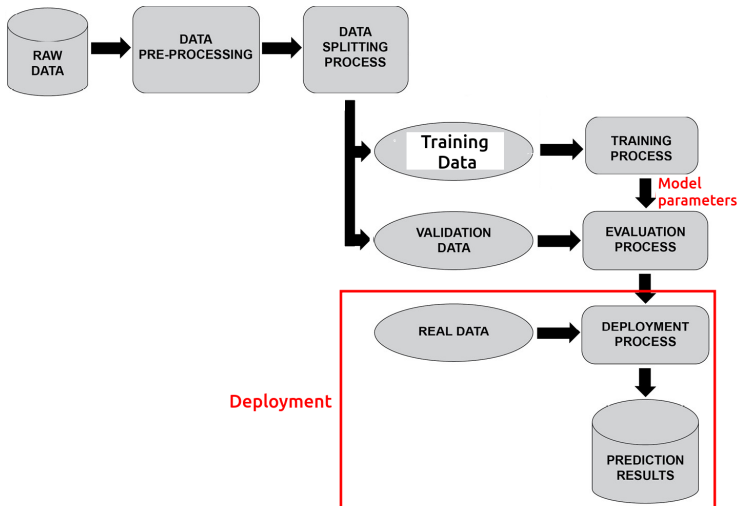 RAW
DATA
DATA
PRE-PROCESSING
DATA
SPLITTING
PROCESS
Training
Data
TRAINING
PROCESS
Model
parameters
VALIDATION
DATA
EVALUATION
PROCESS
REAL DATA
DEPLOYMENT
PROCESS
Deployment
PREDICTION
RESULTS